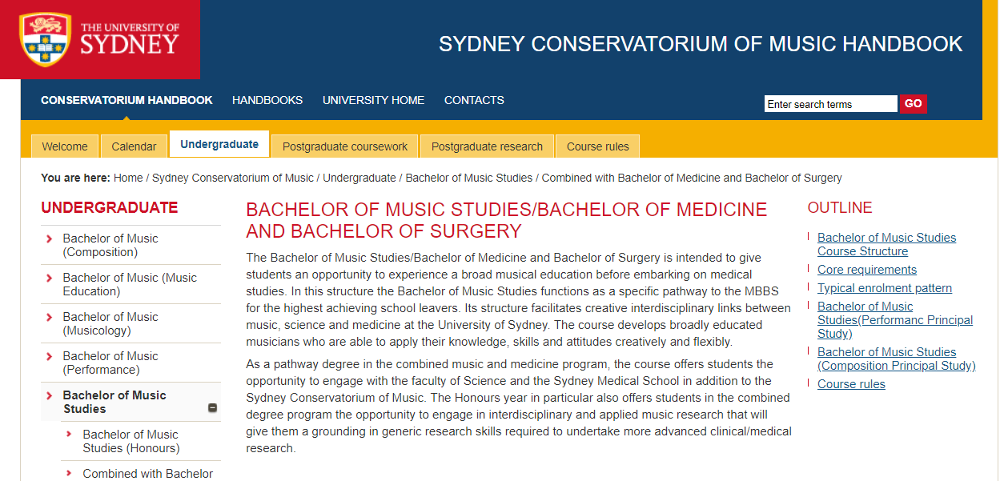 THE UNIVERSITY OF
SYDNEY
SYDNEY CONSERVATORIUM OF MUSIC HANDBOOK
CONSERVATORIUM HANDBOOK HANDBOOKS UNIVERSITY HOME CONTACTS
Enter search terms GO
Welcome Calendar Undergraduate Postgraduate coursework Postgraduate research Course rules
You are here: Home / Sydney Conservatorium of Music / Undergraduate / Bachelor of Music Studies / Combined with Bachelor of Medicine and Bachelor of Surgery
UNDERGRADUATE
Bachelor of Music
(Composition)
Bachelor of Music (Music
Education)
Bachelor of Music
(Musicology)
Bachelor of Music
(Performance)
Bachelor of Music
Studies
Bachelor of Music
Studies (Honours)
Combined with Bachelor
BACHELOR OF MUSIC STUDIES/BACHELOR OF MEDICINE
AND BACHELOR OF SURGERY
The Bachelor of Music Studies/Bachelor of Medicine and Bachelor of Surgery is intended to give
students an opportunity to experience a broad musical education before embarking on medical
studies. In this structure the Bachelor of Music Studies functions as a specific pathway to the MBBS
for the highest achieving school leavers. Its structure facilitates creative interdisciplinary links between
music, science and medicine at the University of Sydney. The course develops broadly educated
musicians who are able to apply their knowledge, skills and attitudes creatively and flexibly.
As a pathway degree in the combined music and medicine program, the course offers students the
opportunity to engage with the faculty of Science and the Sydney Medical School in addition to the
Sydney Conservatorium of Music. The Honours year in particular also offers students in the combined
degree program the opportunity to engage in interdisciplinary and applied music research that will
give them a grounding in generic research skills required to undertake more advanced clinical/medical
research.
OUTLINE
Bachelor of Music Studies
Course Structure
Core requirements
Typical enrolment pattern
Bachelor of Music
Studies(Performanc Principal
Study)
Bachelor of Music Studies
(Composition Principal Study)
Course rules